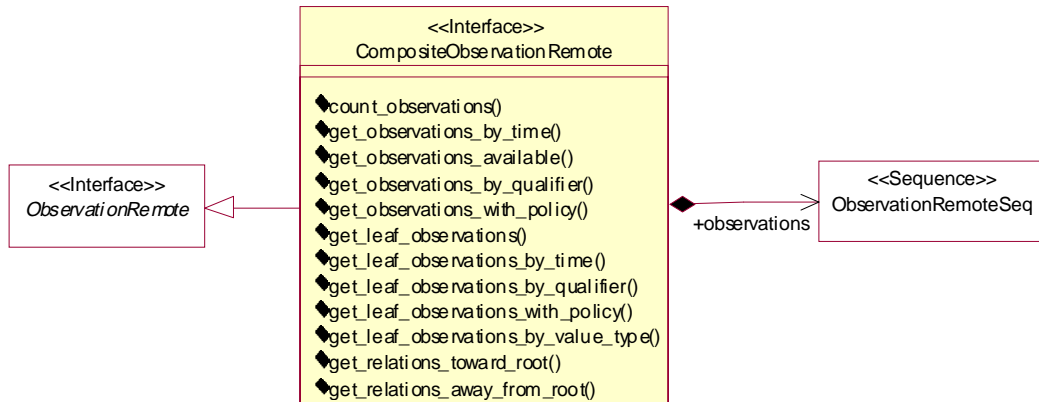 <<Interface>>
CompositeObservationRemote
count_observations()
get_observations_by_time()
get_observations_available()
get_observations_by_qualifier()
get_observations_with_policy()
get_leaf_observations()
get_leaf_observations_by_time()
get_leaf_observations_by_qualifier()
get_leaf_observations_with_policy()
get_leaf_observations_by_value_type()
get_relations_toward_root()
get_relations_away_from_root()
<<Interface>>
ObservationRemote
+observations
<<Sequence>>
ObservationRemoteSeq